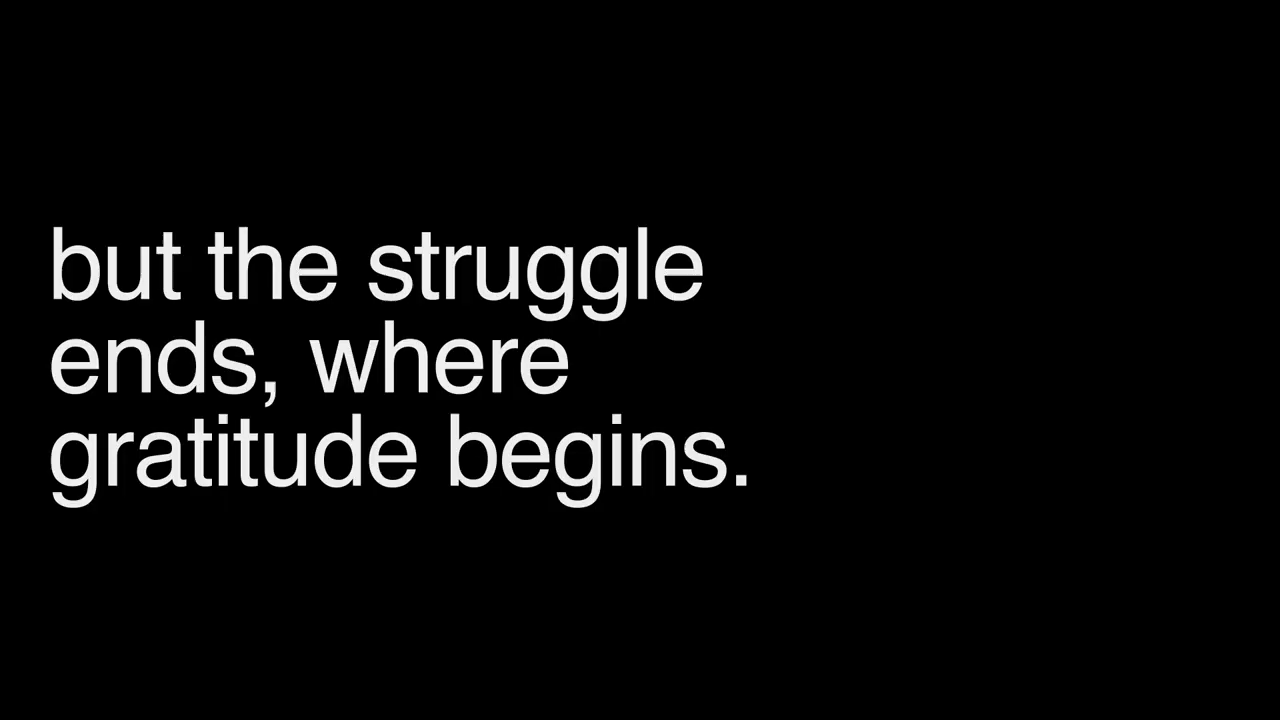 but the struggle
ends, where
gratitude begins.